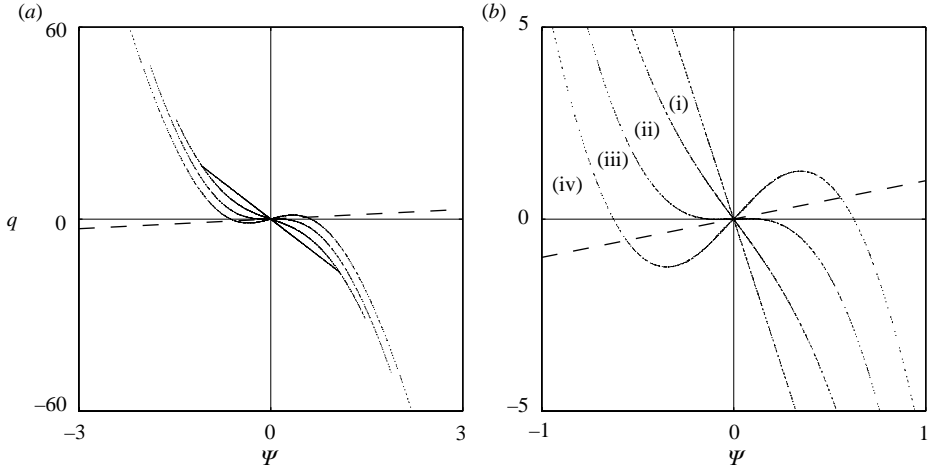 (a)
(b)
60
5
(i)
(ii)
(iii)
(iv)
q
0
0
–60
–5
–3
0
3
–1
0
1
Ψ
Ψ